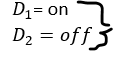 D₁= on
D₂ = off